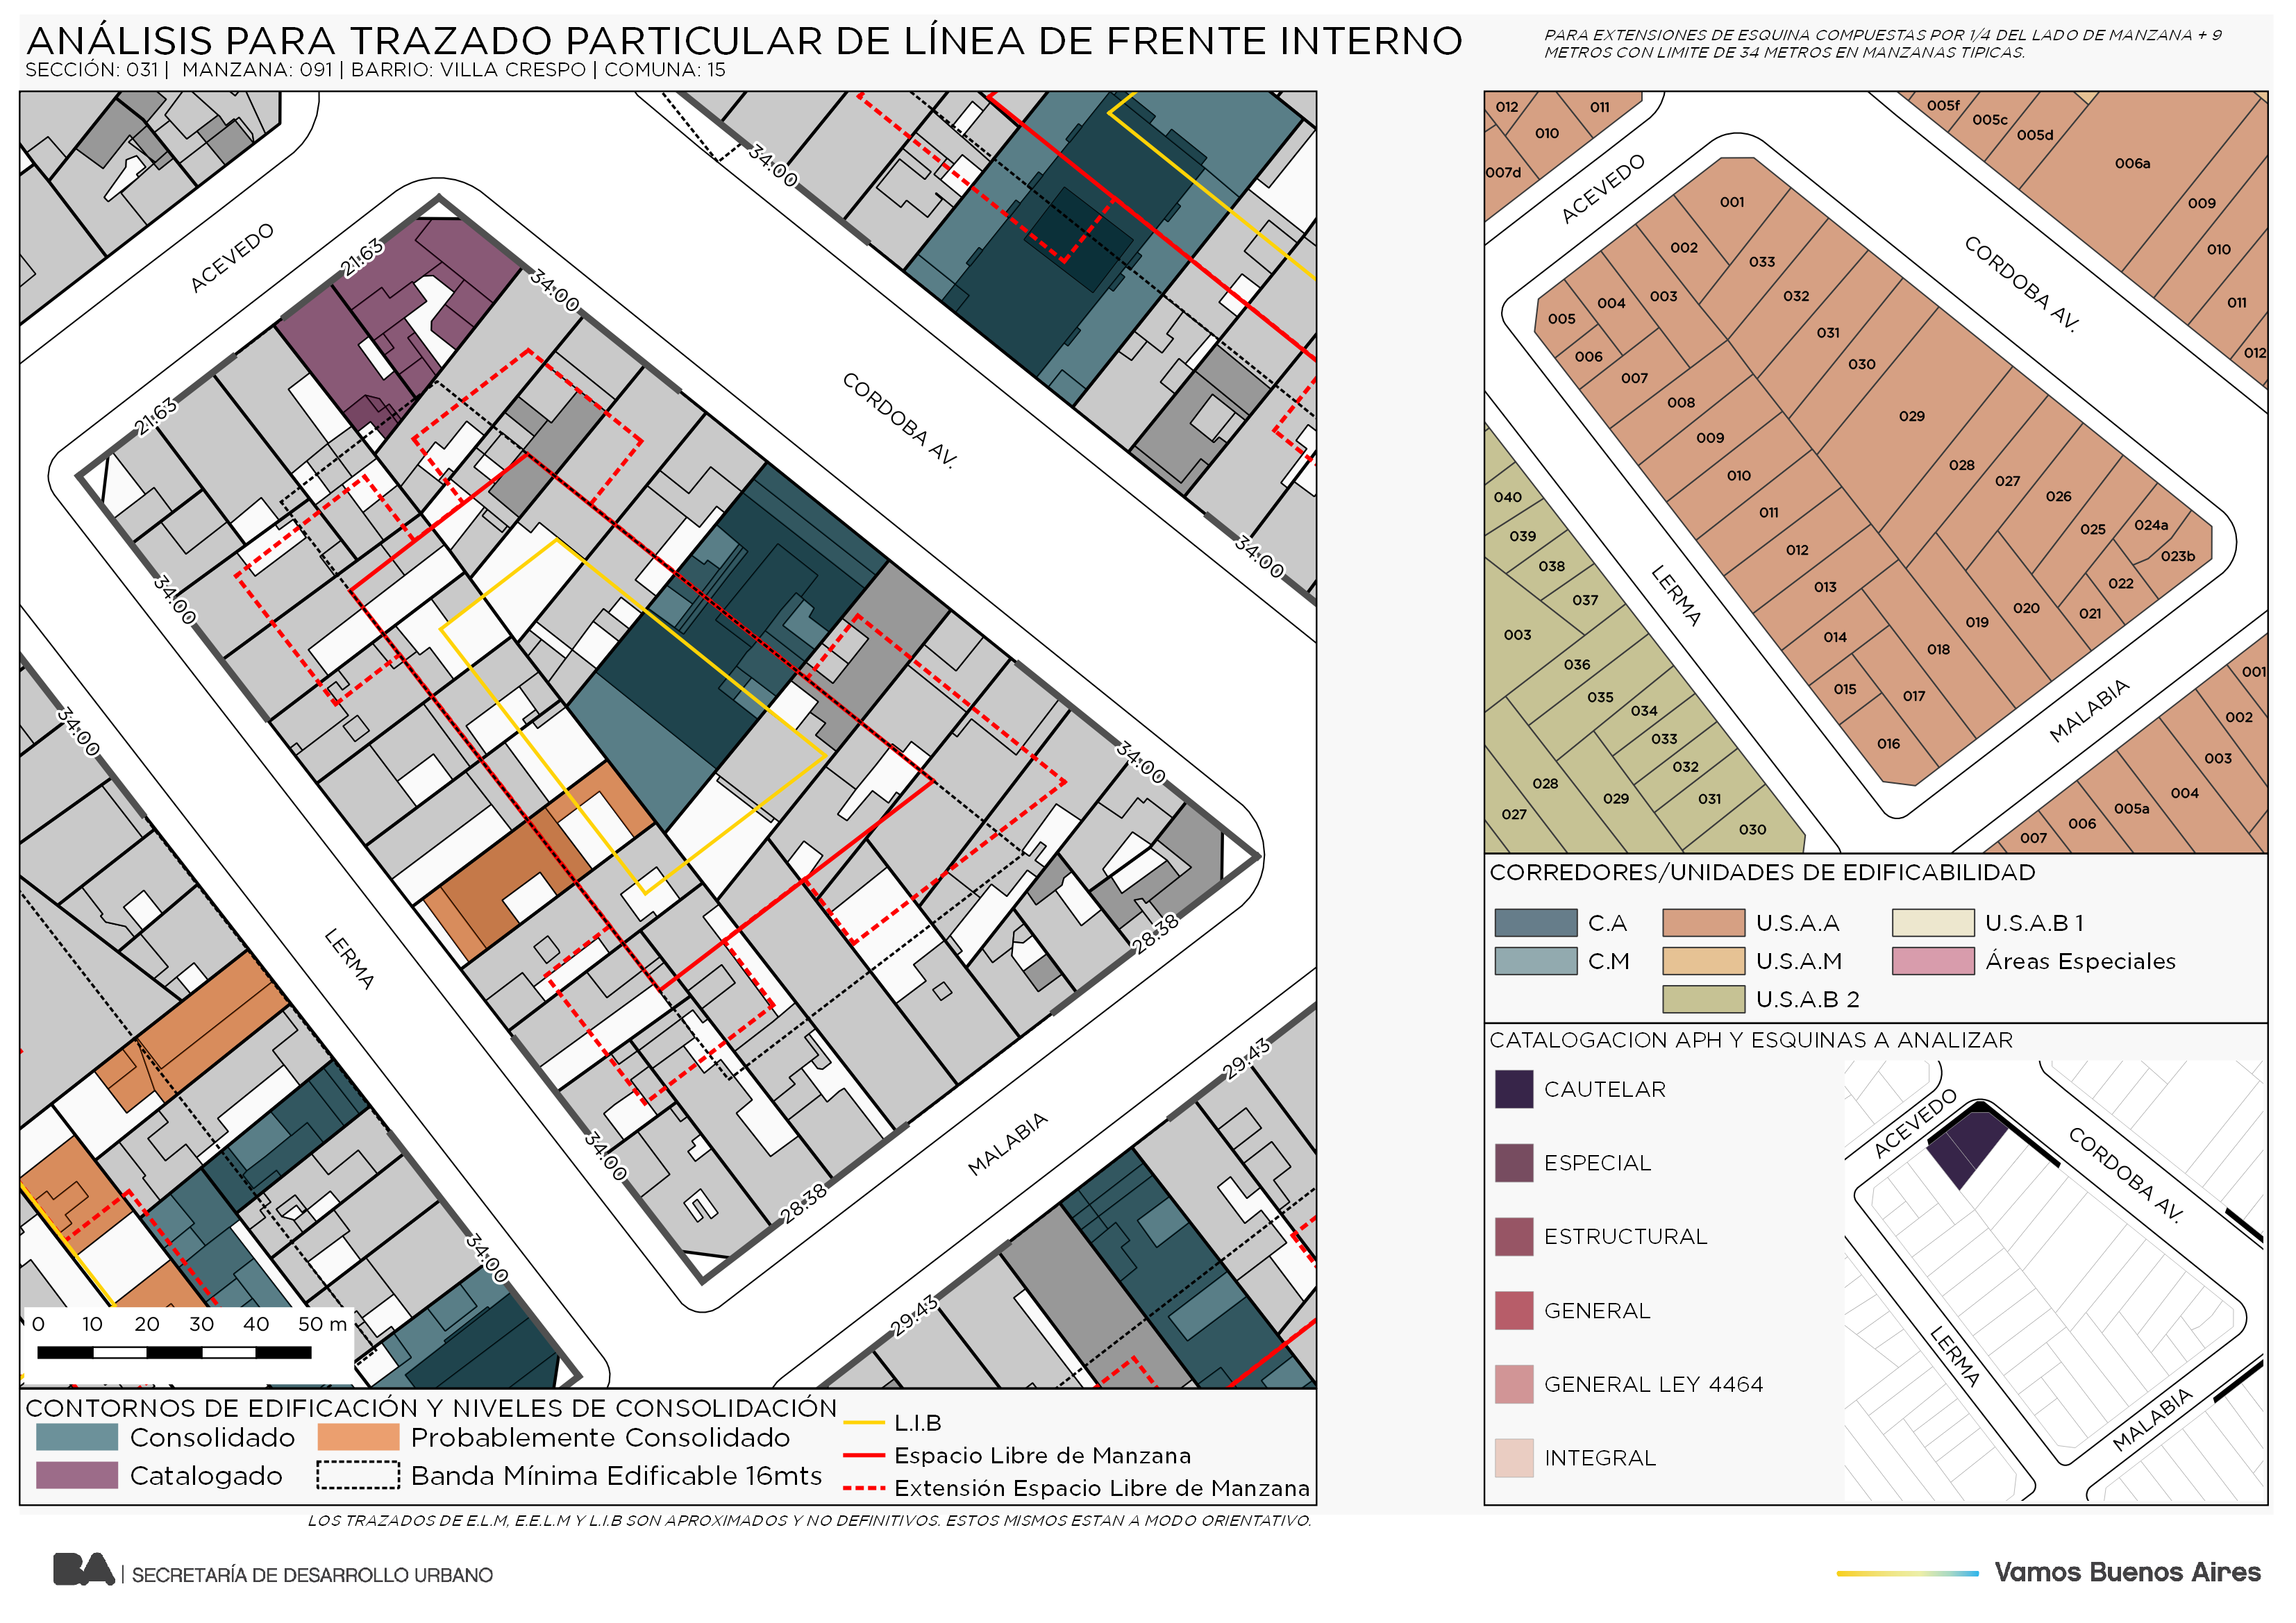 ANÁLISIS PARA TRAZADO PARTICULAR DE LÍNEA DE FRENTE INTERNO
SECCIÓN: 031 | MANZANA: 091 | BARRIO: VILLA CRESPO | COMUNA: 15
PARA EXTENSIONES DE ESQUINA COMPUESTAS POR 1/4 DEL LADO DE MANZANA + 9
METROS CON LIMITE DE 34 METROS EN MANZANAS TIPICAS.
34:00
ACEVEDO
21:63
34:00
CORDOBA AV.
21:63
34:00
34:00
34:00
34:00
28:38
LERMA
34:00
28:38
MALABIA
29:43
34:00
29:43
0 10 20 30 40 50 m
CONTORNOS DE EDIFICACIÓN Y NIVELES DE CONSOLIDACIÓN
Consolidado
Probablemente Consolidado
Catalogado
Banda Mínima Edificable 16mts
L.I.B
Espacio Libre de Manzana
Extensión Espacio Libre de Manzana
012
011
010
007d
005f
005c
005d
006a
009
010
011
012
ACEVEDO
CORDOBA AV.
001
002
033
003
004
005
032
031
006
007
030
008
029
009
010
028
027
026
011
025
024a
023b
012
022
013
021
020
019
014
018
015
017
016
LERMA
MALABIA
040
039
038
037
003
036
035
034
033
032
028
029
031
027
030
001
002
003
004
005a
006
007
CORREDORES/UNIDADES DE EDIFICABILIDAD
C.A
U.S.A.A
U.S.A.B 1
C.M
U.S.A.M
Áreas Especiales
U.S.A.B 2
CATALOGACION APH Y ESQUINAS A ANALIZAR
CAUTELAR
ESPECIAL
ESTRUCTURAL
GENERAL
GENERAL LEY 4464
INTEGRAL
ACEVEDO
CORDOBA AV.
LERMA
MALABIA
LOS TRAZADOS DE E.L.M, E.E.L.M Y L.I.B SON APROXIMADOS Y NO DEFINITIVOS. ESTOS MISMOS ESTAN A MODO ORIENTATIVO.
BA | SECRETARÍA DE DESARROLLO URBANO
Vamos Buenos Aires